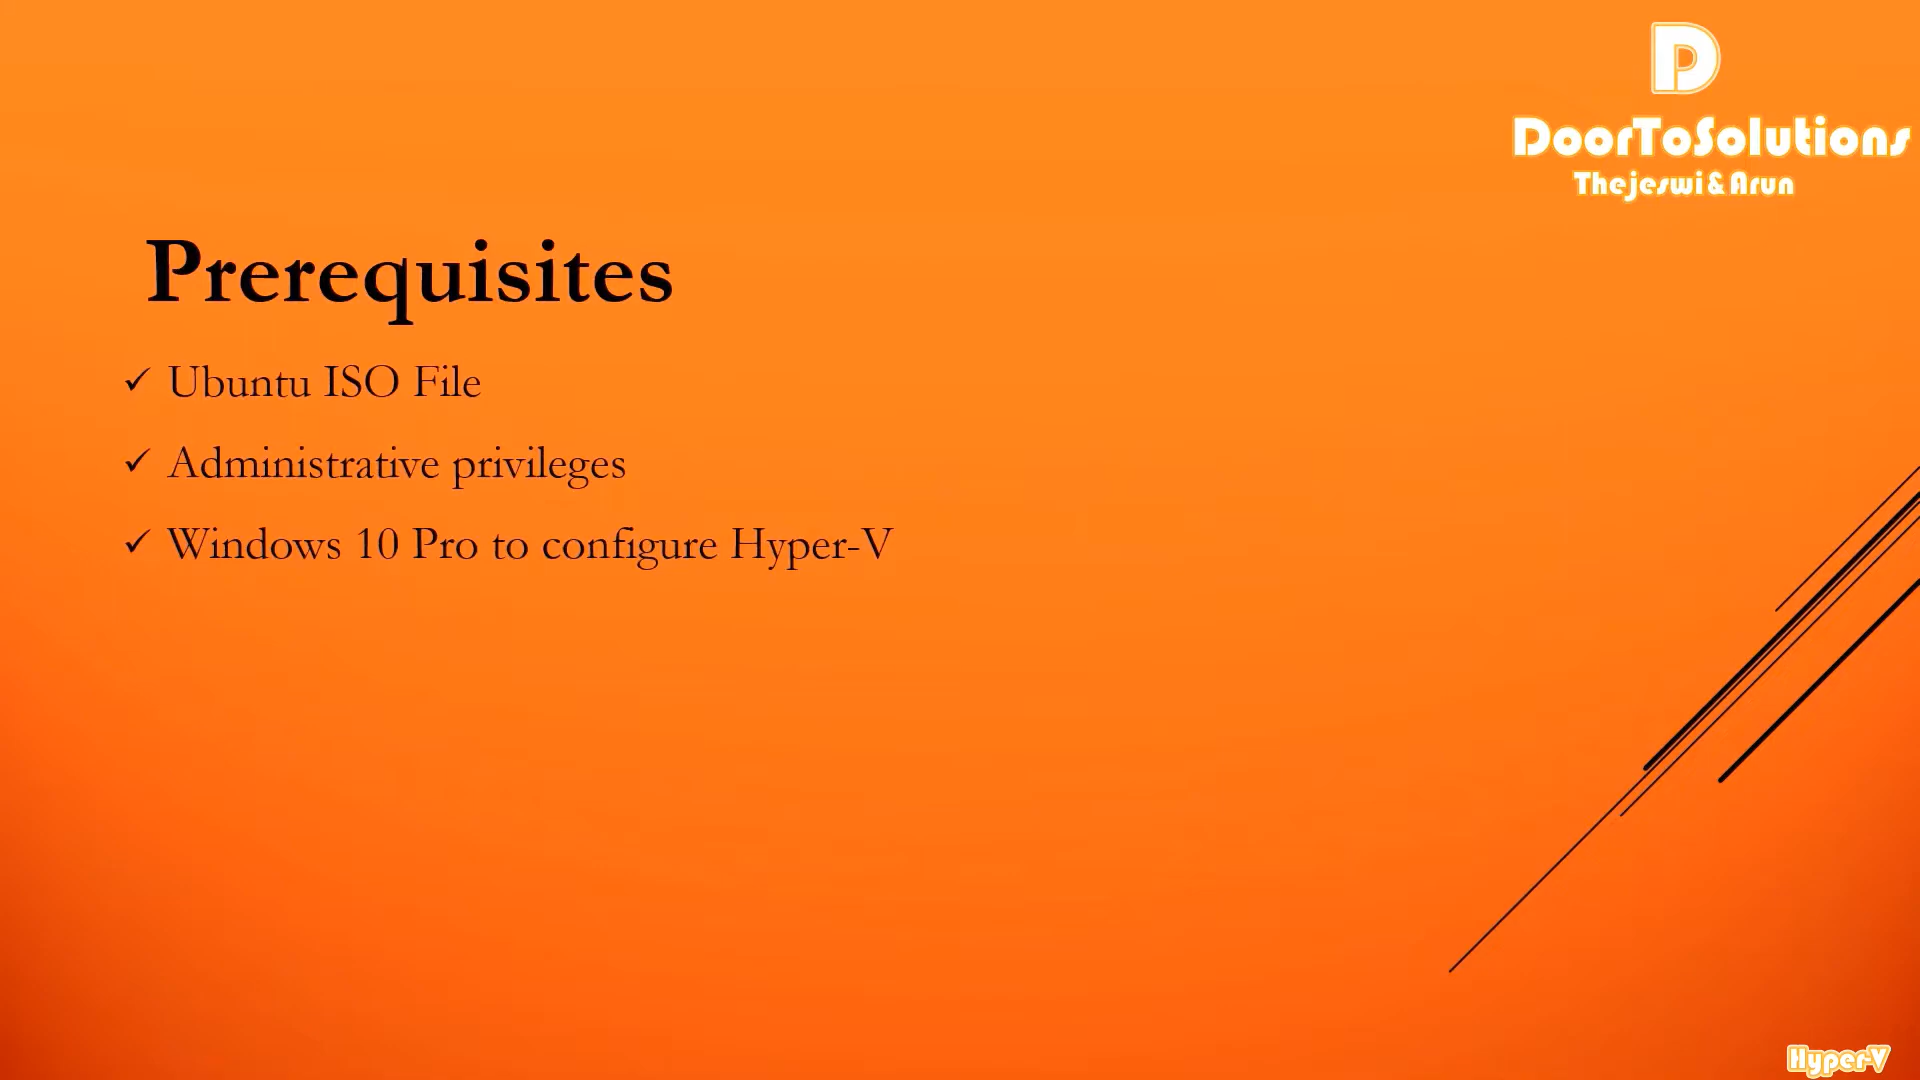 D
DoorToSolutions
Thejeswi & Arun
Prerequisites
✓ Ubuntu ISO File
✓ Administrative privileges
✓ Windows 10 Pro to configure Hyper-V
Hyper-V